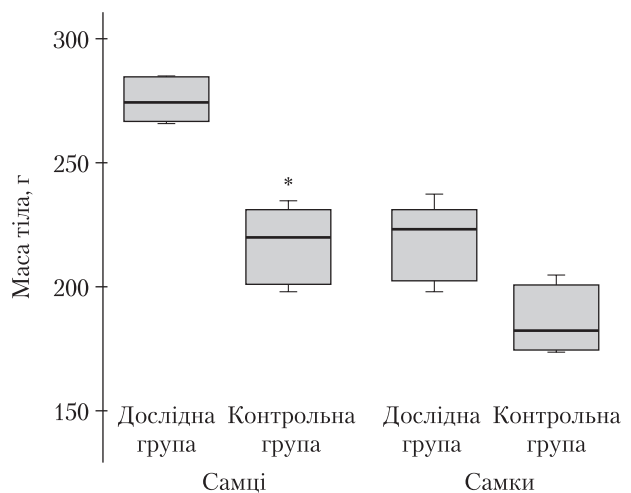 Маса тіла, г
300
250
200
150
*
Дослідна Контрольна Дослідна Контрольна
група група група група
Самці Самки